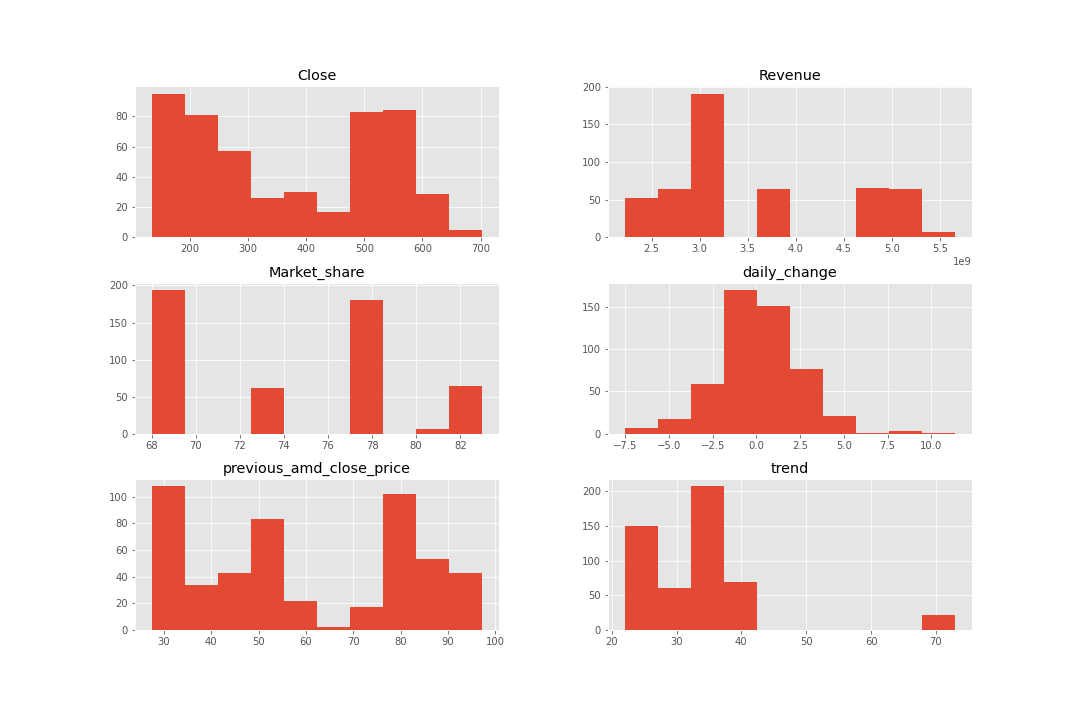 Close
80
60
40
20
0
200 300 400 500 600 700
Revenue
200
150
100
50
0
2.5 3.0 3.5 4.0 4.5 5.0 5.5
1e9
Market_share
200
150
100
50
0
68 70 72 74 76 78 80 82
daily_change
150
100
50
0
−7.5 −5.0 −2.5 0.0 2.5 5.0 7.5 10.0
previous_amd_close_price
100
80
60
40
20
0
30 40 50 60 70 80 90 100
trend
200
150
100
50
0
20 30 40 50 60 70